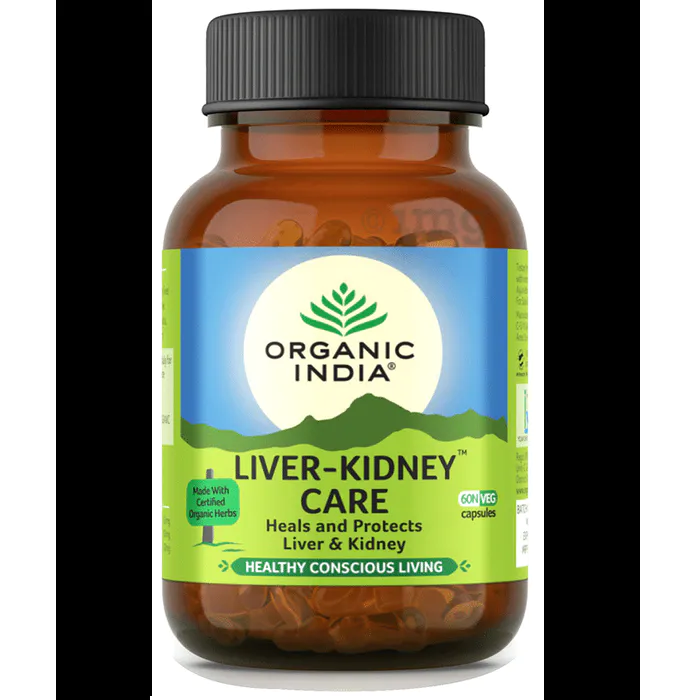 1mg
ORGANIC
INDIA®
LIVER-KIDNEY™
CARE
Made With
Certified
Organic Herbs
60N VEG
capsules
Heals and Protects
Liver & Kidney
HEALTHY CONSCIOUS LIVING